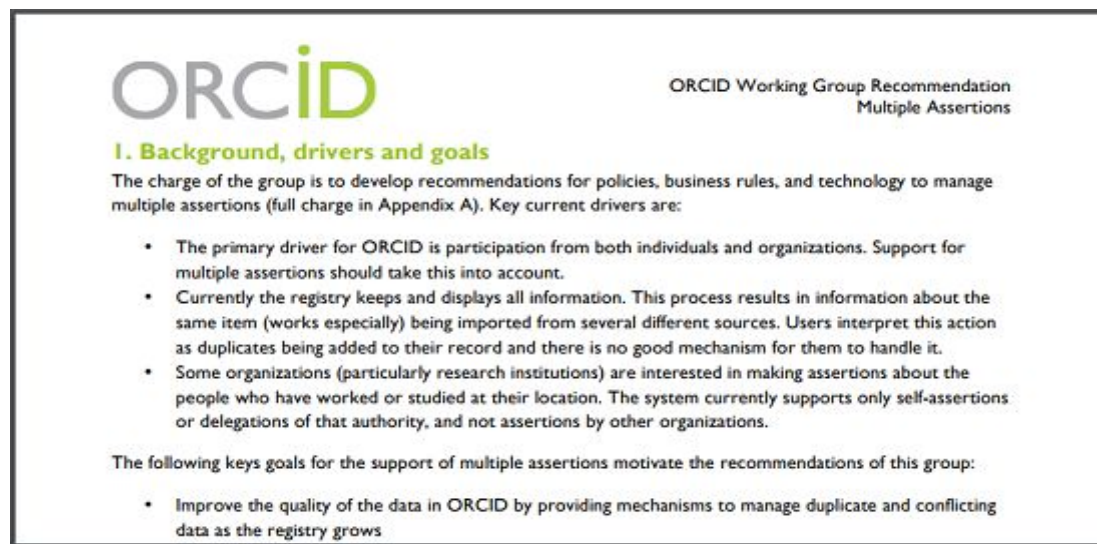 ORCID
ORCID Working Group Recommendation
Multiple Assertions
1. Background, drivers and goals
The charge of the group is to develop recommendations for policies, business rules, and technology to manage
multiple assertions (full charge in Appendix A). Key current drivers are:
• The primary driver for ORCID is participation from both individuals and organizations. Support for
multiple assertions should take this into account.
• Currently the registry keeps and displays all information. This process results in information about the
same item (works especially) being imported from several different sources. Users interpret this action
as duplicates being added to their record and there is no good mechanism for them to handle it.
• Some organizations (particularly research institutions) are interested in making assertions about the
people who have worked or studied at their location. The system currently supports only self-assertions
or delegations of that authority, and not assertions by other organizations.
The following keys goals for the support of multiple assertions motivate the recommendations of this group:
• Improve the quality of the data in ORCID by providing mechanisms to manage duplicate and conflicting
data as the registry grows